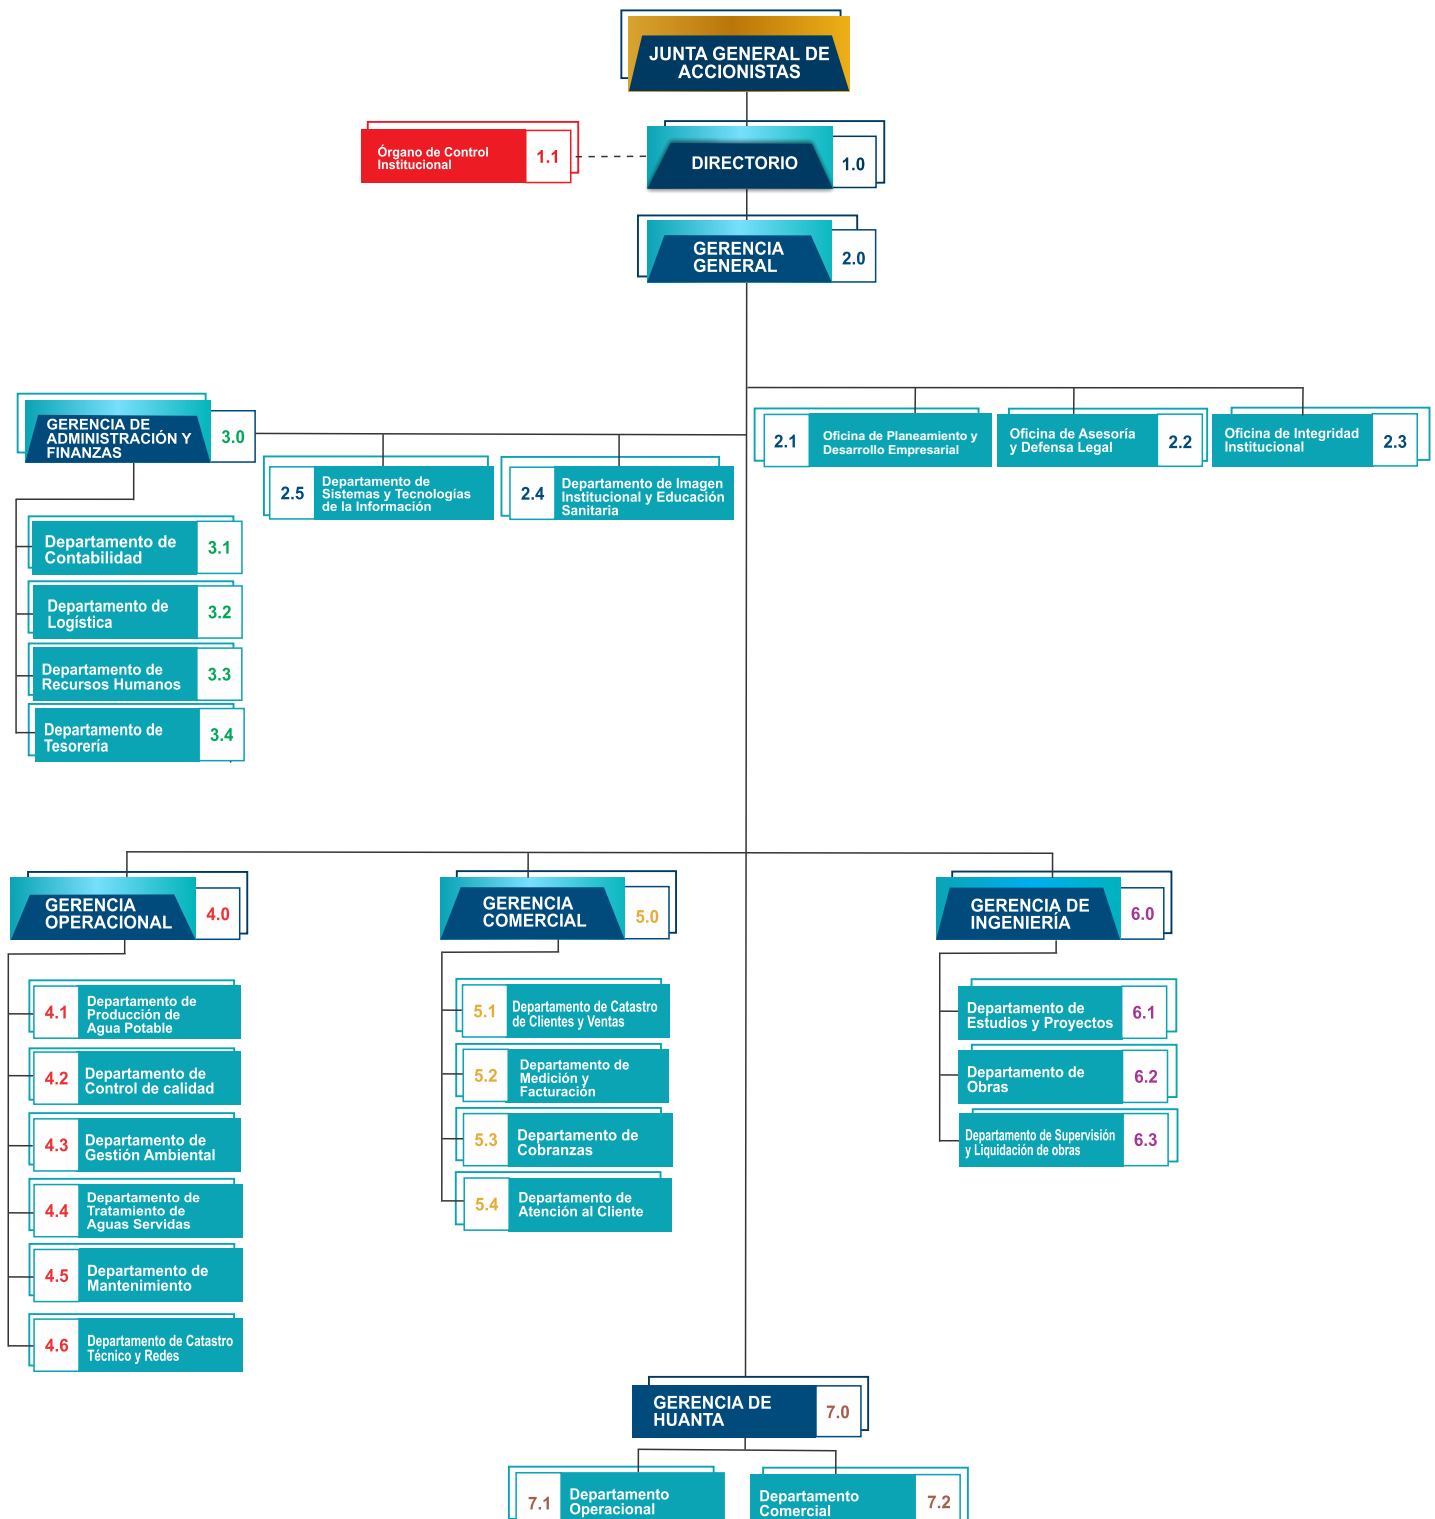 JUNTA GENERAL DE
ACCIONISTAS
Órgano de Control
Institucional
1.1
DIRECTORIO
1.0
GERENCIA
GENERAL
2.0
GERENCIA DE
ADMINISTRACIÓN Y
FINANZAS
3.0
2.1
Oficina de Planeamiento y
Desarrollo Empresarial
Oficina de Asesoría
y Defensa Legal
2.2
Oficina de Integridad
Institucional
2.3
2.5
Departamento de
Sistemas y Tecnologías
de la Información
2.4
Departamento de Imagen
Institucional y Educación
Sanitaria
Departamento de
Contabilidad
3.1
Departamento de
Logística
3.2
Departamento de
Recursos Humanos
3.3
Departamento de
Tesorería
3.4
GERENCIA
OPERACIONAL
4.0
GERENCIA
COMERCIAL
5.0
GERENCIA DE
INGENIERÍA
6.0
4.1
Departamento de
Producción de
Agua Potable
4.2
Departamento de
Control de calidad
4.3
Departamento de
Gestión Ambiental
4.4
Departamento de
Tratamiento de
Aguas Servidas
4.5
Departamento de
Mantenimiento
4.6
Departamento de Catastro
Técnico y Redes
5.1
Departamento de Catastro
de Clientes y Ventas
5.2
Departamento de
Medición y
Facturación
5.3
Departamento de
Cobranzas
5.4
Departamento de
Atención al Cliente
Departamento de
Estudios y Proyectos
6.1
Departamento de
Obras
6.2
Departamento de Supervisión
y Liquidación de obras
6.3
GERENCIA DE
HUANTA
7.0
7.1
Departamento
Operacional
Departamento
Comercial
7.2